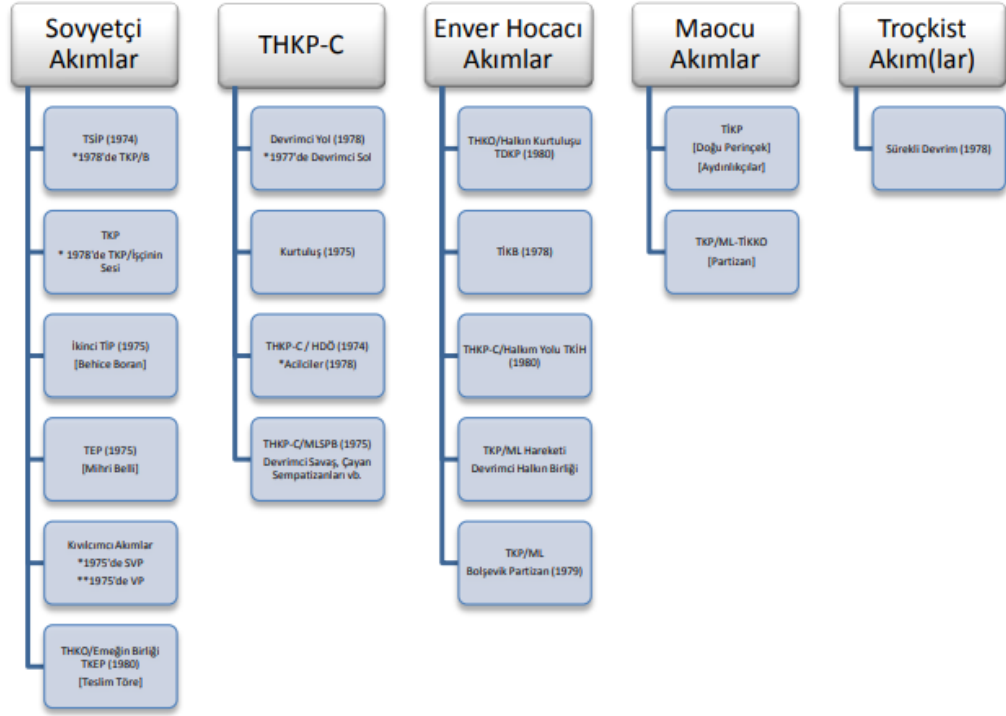 Sovyetçi
Akımlar
TSİP (1974)
*1978'de TKP/B
TKP
* 1978'de TKP/İşçinin
Sesi
İkinci TİP (1975)
[Behice Boran]
TEP (1975)
[Mihri Belli]
Kıvılcımcı Akımlar
*1975'de SVP
**1975'de VP
THKO/Emeğin Birliği
TKEP (1980)
[Teslim Töre]
THKP-C
Devrimci Yol (1978)
*1977'de Devrimci Sol
Kurtuluş (1975)
THKP-C / HDÖ (1974)
*Acilciler (1978)
THKP-C/MLSPB (1975)
Devrimci Savaş, Çayan
Sempatizanları vb.
Enver Hocacı
Akımlar
THKO/Halkın Kurtuluşu
TDKP (1980)
TİKB (1978)
THKP-C/Halkım Yolu TKİH
(1980)
TKP/ML Hareketi
Devrimci Halkın Birliği
TKP/ML
Bolşevik Partizan (1979)
Maocu
Akımlar
TİKP
[Doğu Perinçek]
[Aydınlıkçılar]
TKP/ML-TİKKO
[Partizan]
Troçkist
Akım(lar)
Sürekli Devrim (1978)